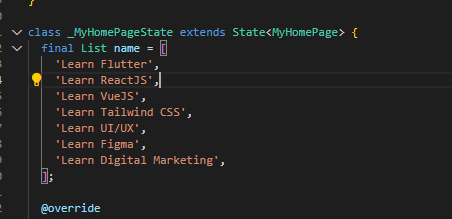 }
class _MyHomePageState extends State<MyHomePage> {
final List name = [
'Learn Flutter',
'Learn ReactJS',
'Learn VueJS',
'Learn Tailwind CSS',
'Learn UI/UX',
'Learn Figma',
'Learn Digital Marketing',
];
@override